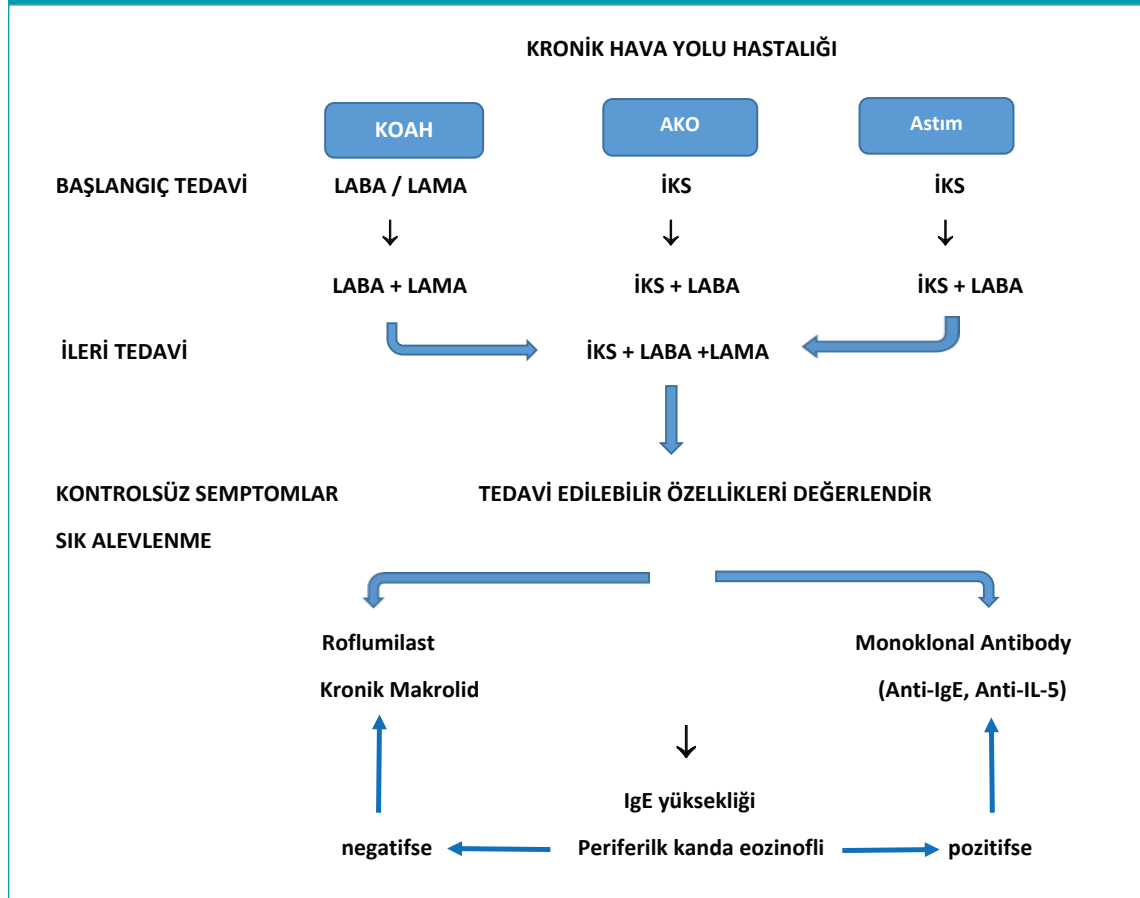 KRONİK HAVA YOLU HASTALIĞI
KOAH AKO Astım
BAŞLANGIÇ TEDAVİ LABA / LAMA İKS İKS
LABA + LAMA İKS + LABA İKS + LABA
İLERİ TEDAVİ İKS + LABA +LAMA
KONTROLSÜZ SEMPTOMLAR TEDAVİ EDİLEBİLİR ÖZELLİKLERİ DEĞERLENDİR
SIK ALEVLENME
Roflumilast Monoklonal Antibody
Kronik Makrolid (Anti-IgE, Anti-IL-5)
IgE yüksekliği
negatifse Periferilk kanda eozinofli pozitifse